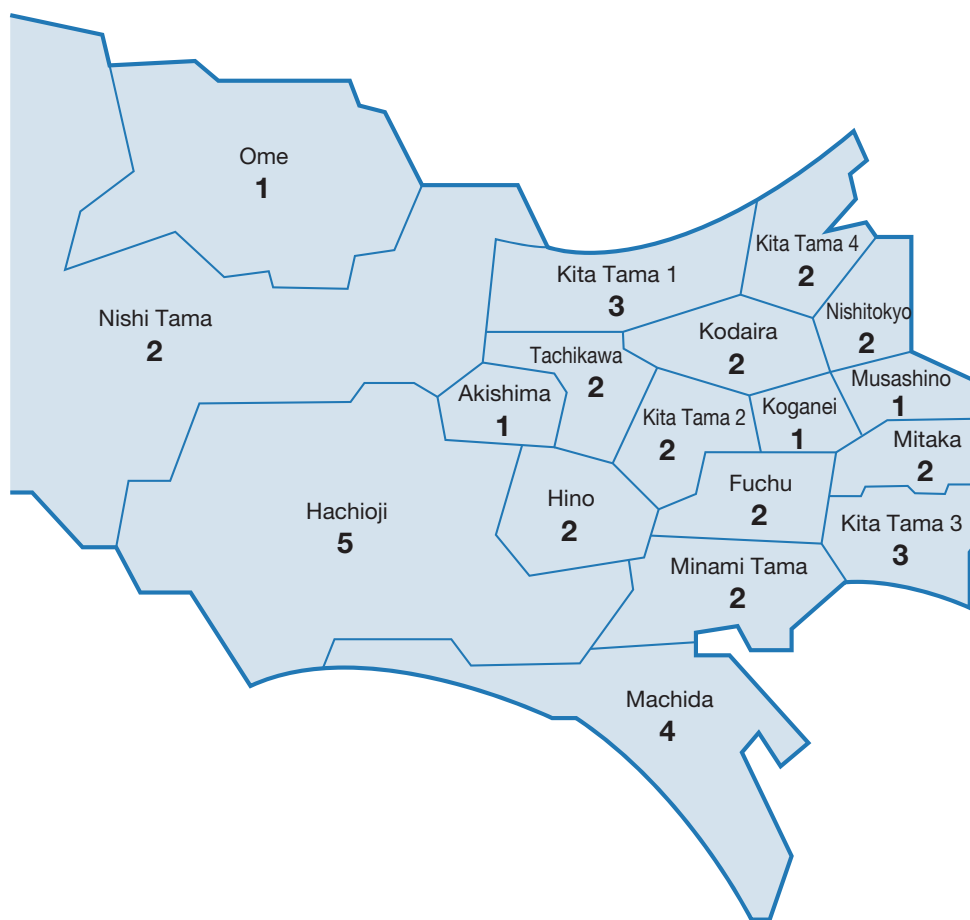 Ome
1
Kita Tama 4
2
Kita Tama 1
3
Nishitokyo
2
Nishi Tama
2
Kodaira
2
Tachikawa
2
Musashino
1
Akishima
1
Kita Tama 2
2
Koganei
1
Mitaka
2
Fuchu
2
Hino
2
Hachioji
5
Kita Tama 3
3
Minami Tama
2
Machida
4